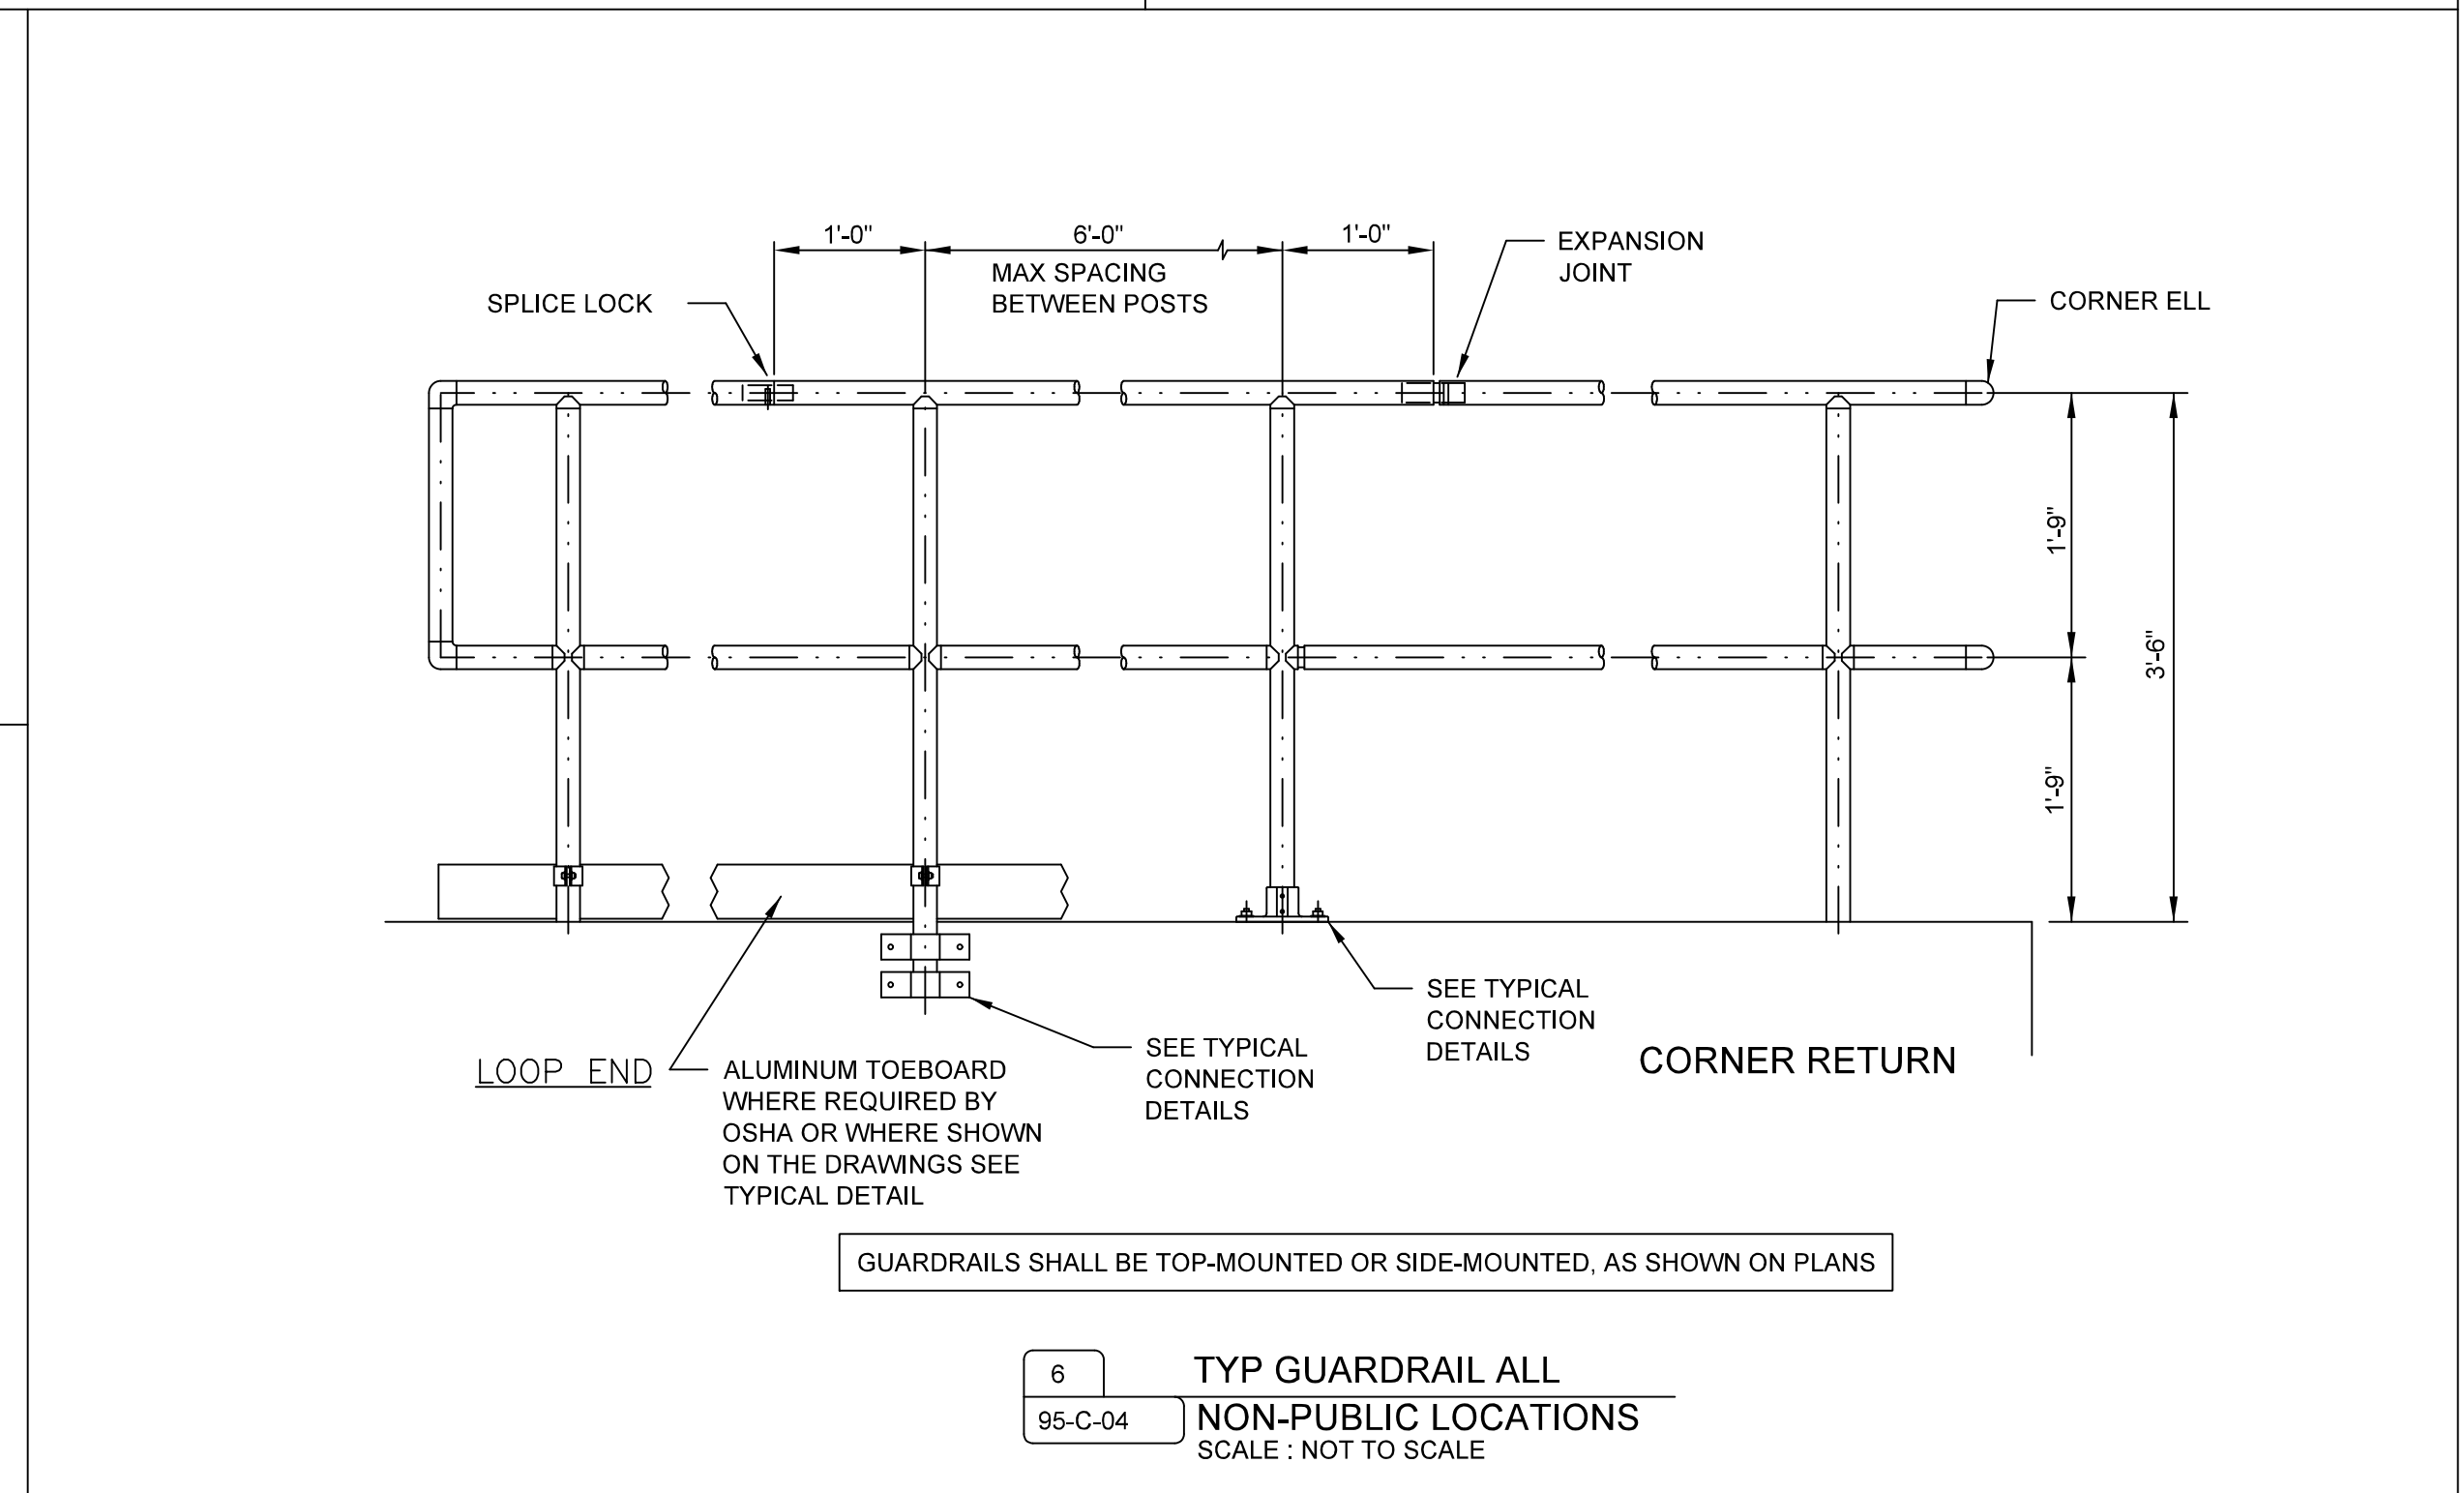 1'-0"
6'-0"
1'-0"
MAX SPACING
BETWEEN POSTS
EXPANSION
JOINT
SPLICE LOCK
CORNER ELL
1'-9"
3'-6"
1'-9"
SEE TYPICAL
CONNECTION
DETAILS
SEE TYPICAL
CONNECTION
DETAILS
CORNER RETURN
LOOP END
ALUMINUM TOEBOARD
WHERE REQUIRED BY
OSHA OR WHERE SHOWN
ON THE DRAWINGS SEE
TYPICAL DETAIL
GUARDRAILS SHALL BE TOP-MOUNTED OR SIDE-MOUNTED, AS SHOWN ON PLANS
6
95-C-04
TYP GUARDRAIL ALL
NON-PUBLIC LOCATIONS
SCALE : NOT TO SCALE